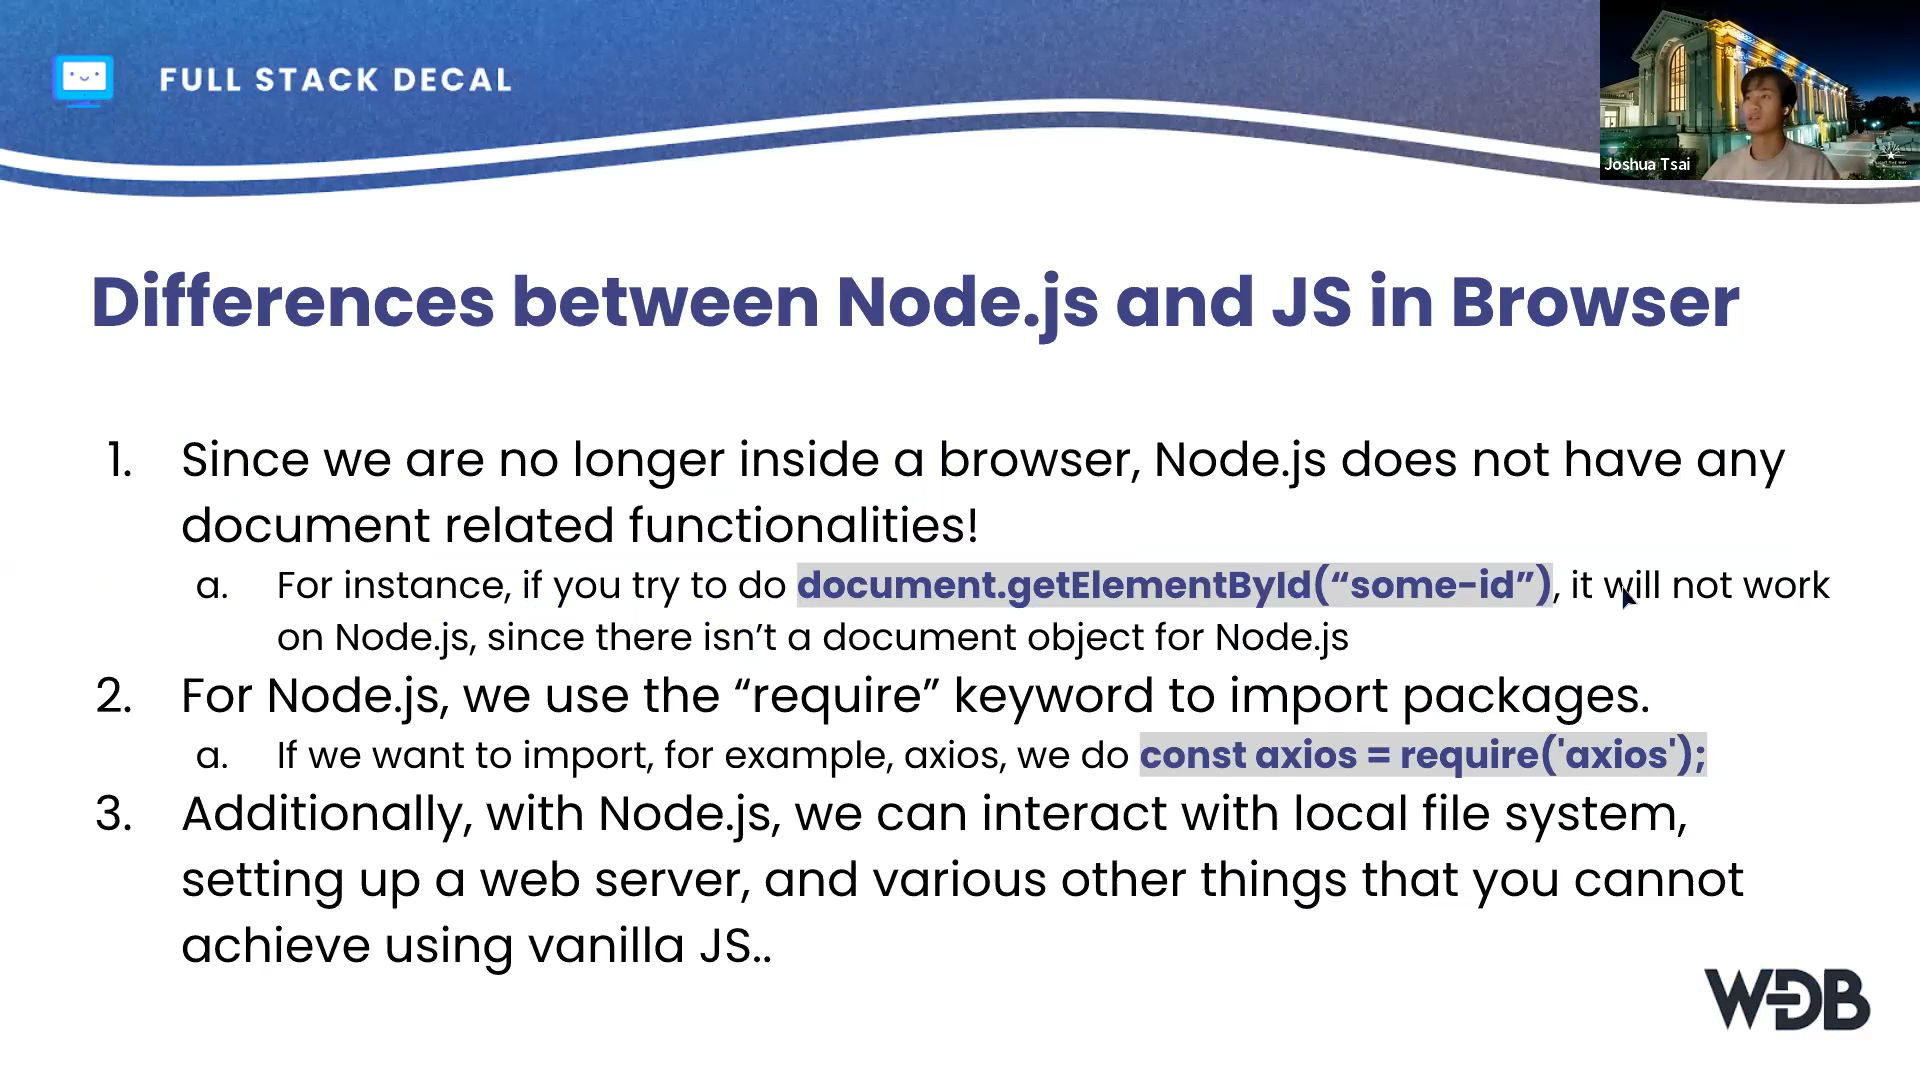 FULL STACK DECAL
Joshua Tsai
Differences between Node.js and JS in Browser
1. Since we are no longer inside a browser, Node.js does not have any
document related functionalities!
a. For instance, if you try to do document.getElementById(“some-id”), it will not work
on Node.js, since there isn’t a document object for Node.js
2. For Node.js, we use the “require” keyword to import packages.
a. If we want to import, for example, axios, we do const axios = require('axios');
3. Additionally, with Node.js, we can interact with local file system,
setting up a web server, and various other things that you cannot
achieve using vanilla JS..
WDB